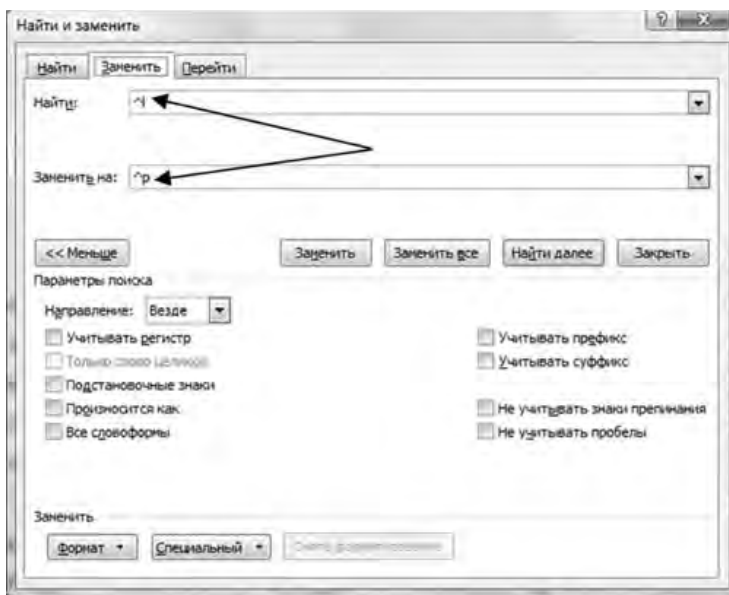 Найти и заменить
Найти Заменить Перейти
Найти: ^l
Заменить на: ^p
<< Меньше Заменить Заменить все Найти далее Закрыть
Параметры поиска
Направление: Везде
Учитывать регистр Учитывать префикс
Только слово целиком Учитывать суффикс
Подстановочные знаки
Произносится как Не учитывать знаки препинания
Все словоформы Не учитывать пробелы
Заменить
Формат Специальный Снять форматирование